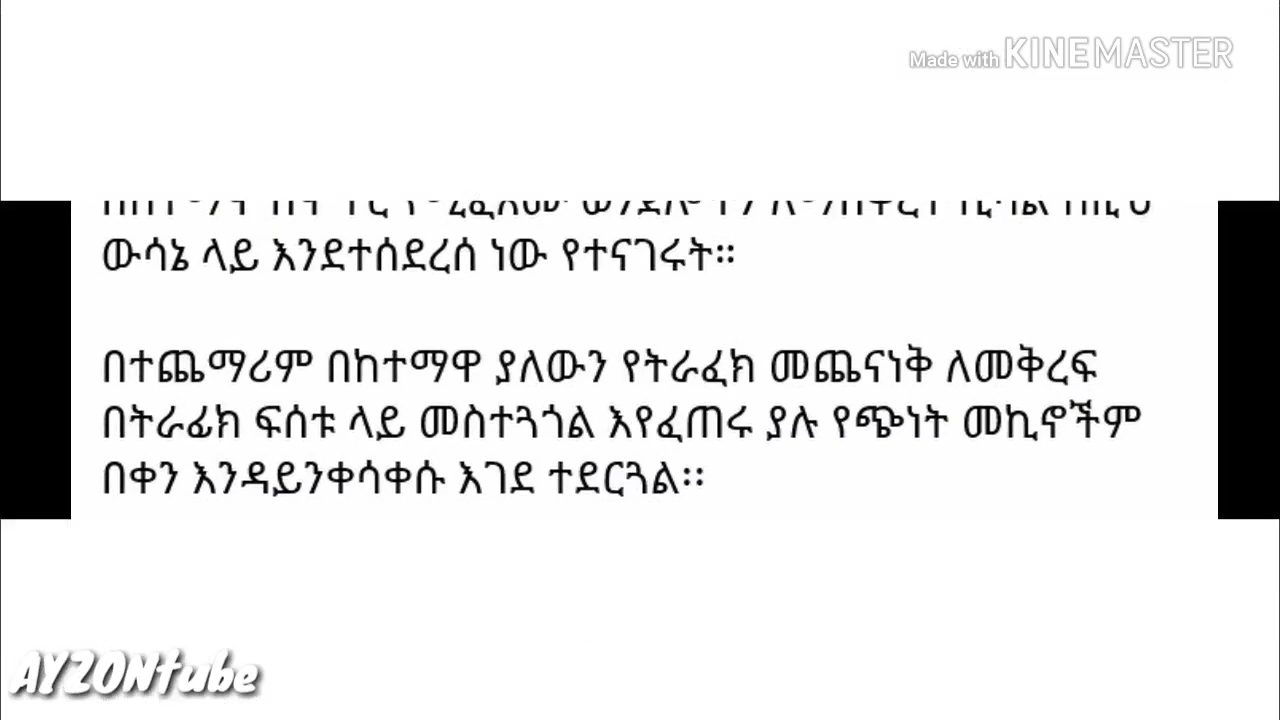 Made with KINEMASTER
ውሳኔ ላይ እንደተሰደረሰ ነው የተናገሩት።
በተጨማሪም በከተማዋ ያለውን የትራፈክ መጨናነቅ ለመቅረፍ
በትራፊክ ፍሰቱ ላይ መስተጓጎል እየፈጠሩ ያሉ የጭነት መኪኖችም
በቀን እንዳይንቀሳቀሱ እገደ ተደርጓል፡፡
AYZONtube